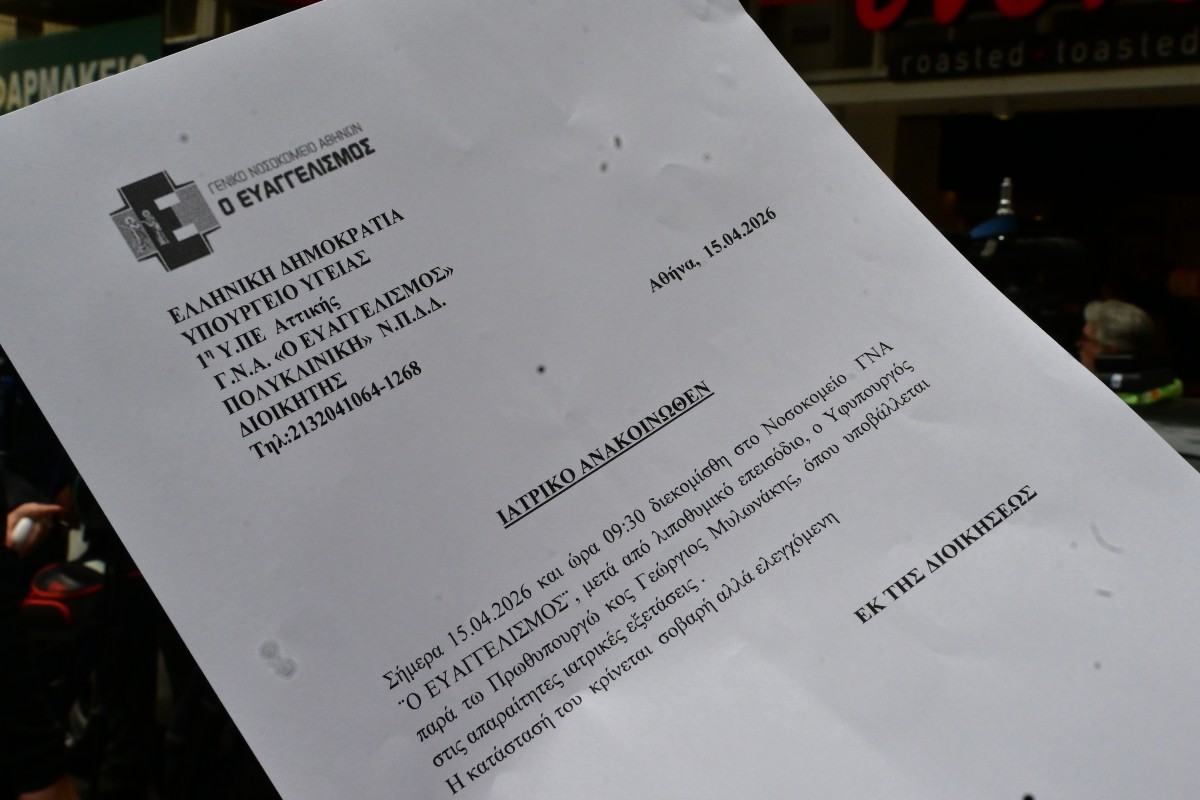 ΦΑΡΜΑΚΕΙΟ
roasted · toasted
ΓΕΝΙΚΟ ΝΟΣΟΚΟΜΕΙΟ ΑΘΗΝΩΝ
Ο ΕΥΑΓΓΕΛΙΣΜΟΣ
Ε
ΕΛΛΗΝΙΚΗ ΔΗΜΟΚΡΑΤΙΑ
ΥΠΟΥΡΓΕΙΟ ΥΓΕΙΑΣ
1η Υ.ΠΕ Αττικής
Γ.Ν.Α. «Ο ΕΥΑΓΓΕΛΙΣΜΟΣ»
ΠΟΛΥΚΛΙΝΙΚΗ» Ν.Π.Δ.Δ.
ΔΙΟΙΚΗΤΗΣ
Τηλ:2132041064-1268
Αθήνα, 15.04.2026
ΙΑΤΡΙΚΟ ΑΝΑΚΟΙΝΩΘΕΝ
Σήμερα 15.04.2026 και ώρα 09:30 διεκομίσθη στο Νοσοκομείο ΓΝΑ
¨Ο ΕΥΑΓΓΕΛΙΣΜΟΣ¨, μετά από λιποθυμικό επεισόδιο, ο Υφυπουργός
παρά τω Πρωθυπουργώ κος Γεώργιος Μυλωνάκης, όπου υποβάλλεται
στις απαραίτητες ιατρικές εξετάσεις.
Η κατάστασή του κρίνεται σοβαρή αλλά ελεγχόμενη
ΕΚ ΤΗΣ ΔΙΟΙΚΗΣΕΩΣ